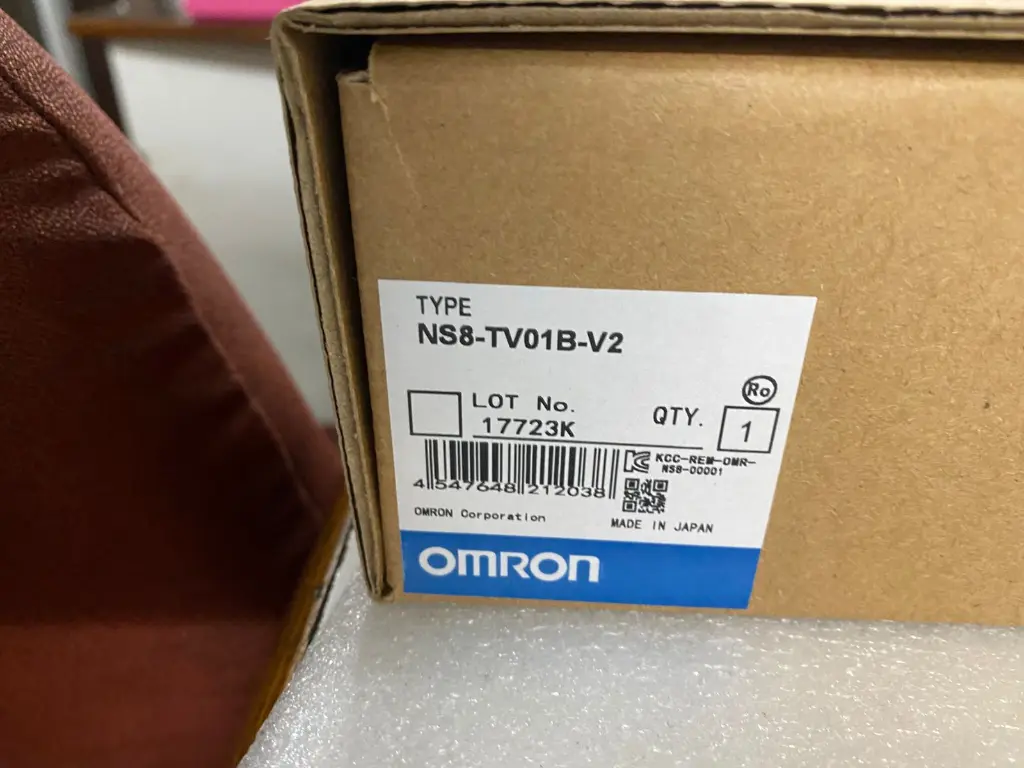 TYPE
NS8-TV01B-V2
Ro
LOT No. QTY. 1
17723K
KCC-REM-OMR-
NS8-00001
4 547648 212038
OMRON Corporation
MADE IN JAPAN
OMRON